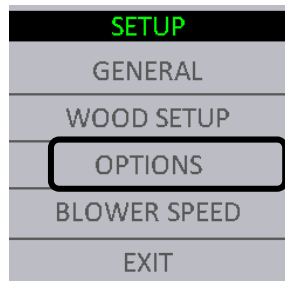 SETUP
GENERAL
WOOD SETUP
OPTIONS
BLOWER SPEED
EXIT